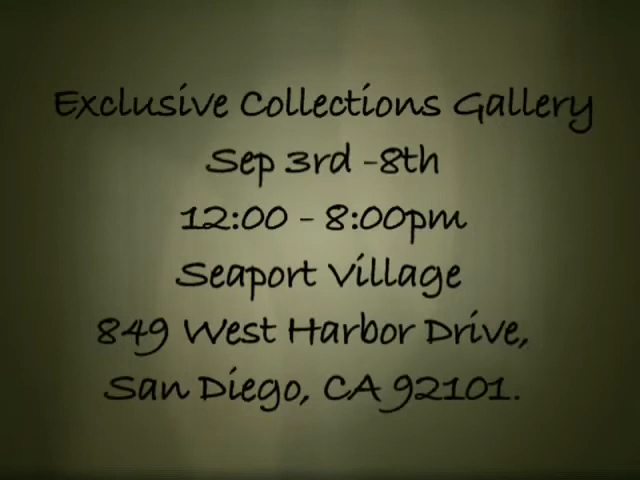 Exclusive Collections Gallery
Sep 3rd -8th
12:00 - 8:00pm
Seaport Village
849 West Harbor Drive,
San Diego, CA 92101.